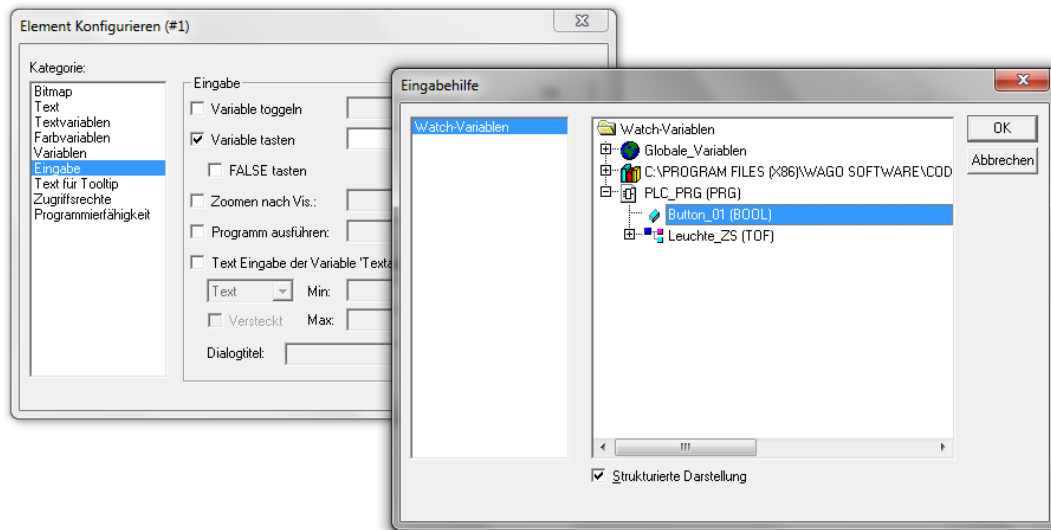 Element Konfigurieren (#1)
Kategorie:
Bitmap
Text
Textvariablen
Farbvariablen
Variablen
Eingabe
Text für Tooltip
Zugriffsrechte
Programmierfähigkeit
Eingabe
Variable toggeln
Variable tasten
FALSE tasten
Zoomen nach Vis.:
Programm ausführen:
Text Eingabe der Variable 'Texta
Text Min:
Versteckt Max:
Dialogtitel:
Eingabehilfe
Watch-Variablen
Watch-Variablen
Globale_Variablen
C:\PROGRAM FILES (X86)\WAGO SOFTWARE\COD
PLC_PRG (PRG)
Button_01 (BOOL)
Leuchte_ZS (TOF)
Strukturierte Darstellung
OK
Abbrechen